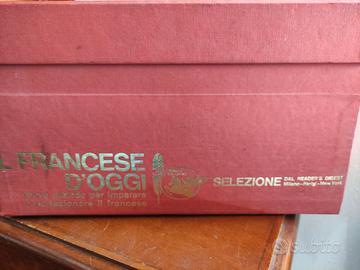 L FRANCESE
D'OGGI
per imparare
il francese
SELEZIONE DAL READER'S DIGEST
Milano - Parigi - New York
subito